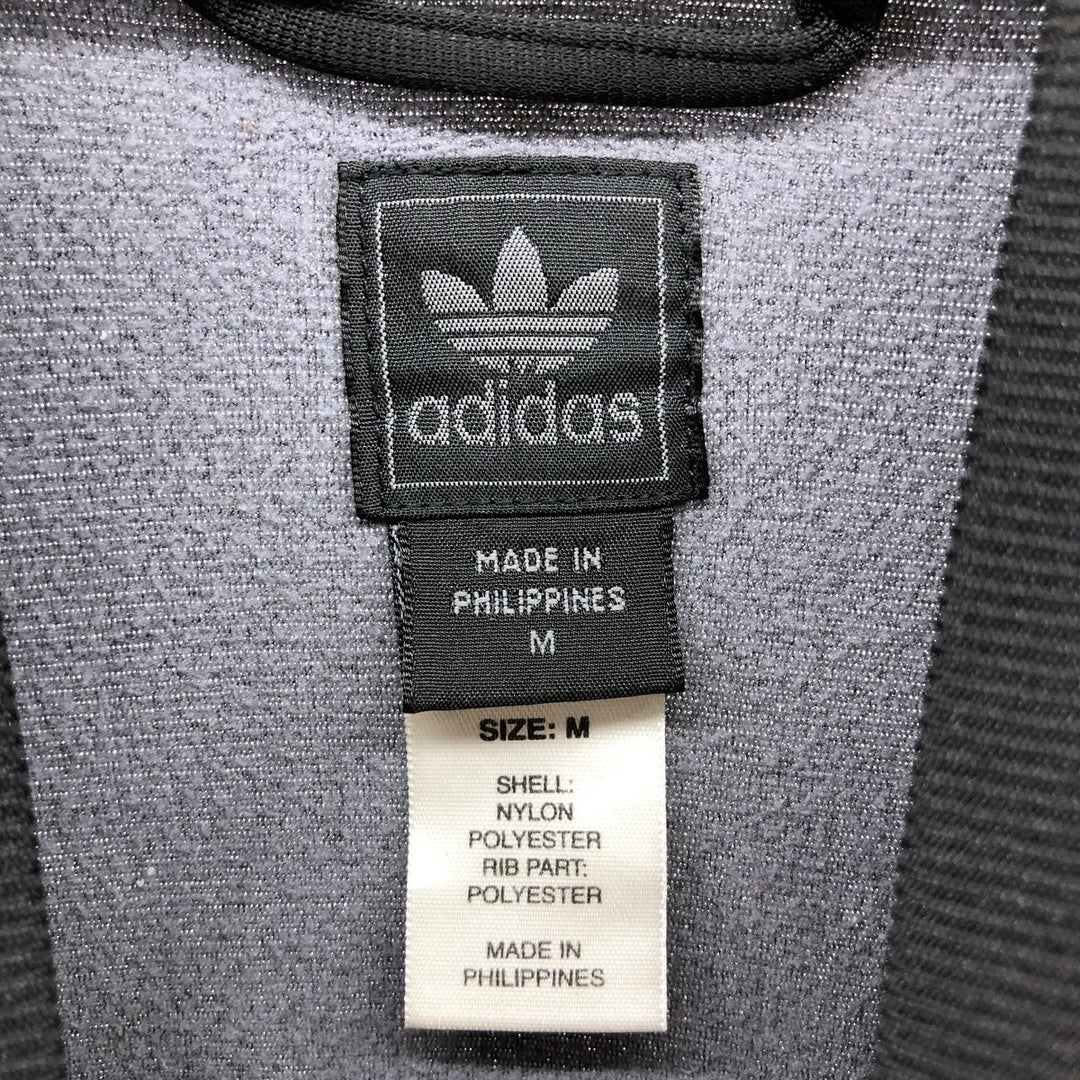 adidas
MADE IN
PHILIPPINES
M
SIZE: M
SHELL:
NYLON
POLYESTER
RIB PART:
POLYESTER
MADE IN
PHILIPPINES